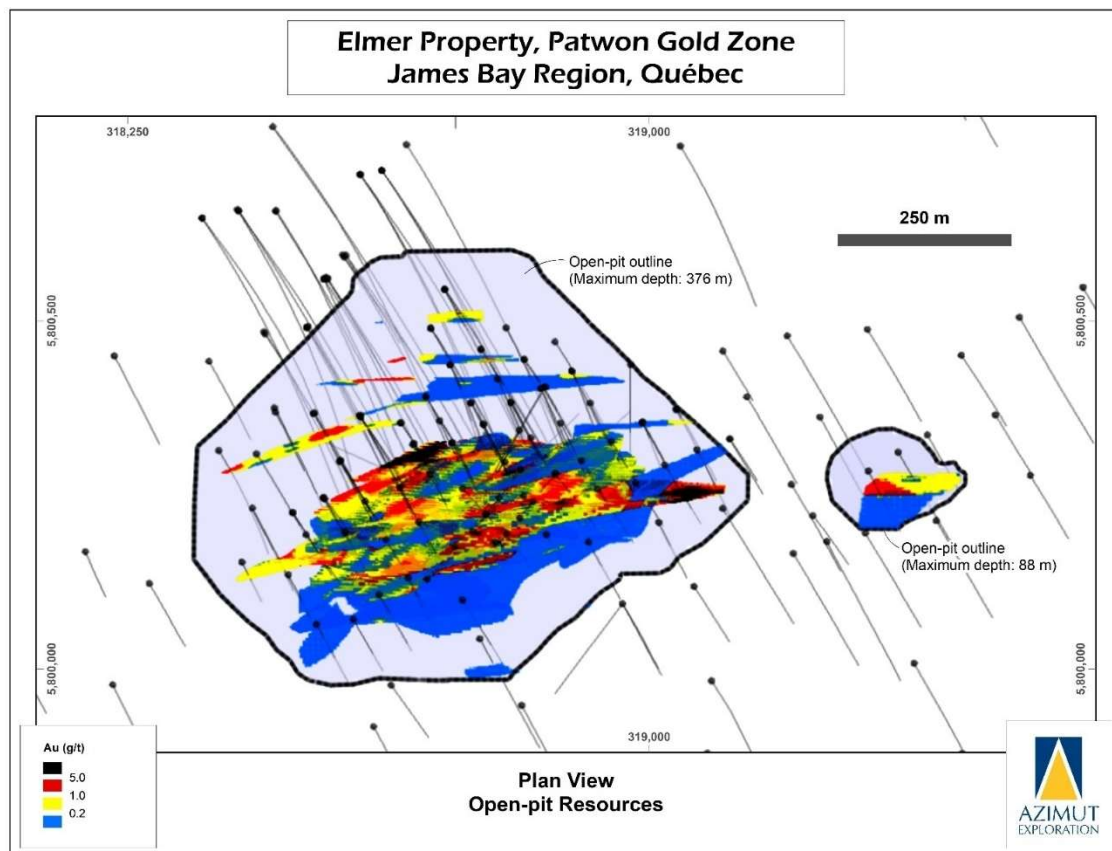 Elmer Property, Patwon Gold Zone
James Bay Region, Québec
318,250
319,000
250 m
Open-pit outline
(Maximum depth: 376 m)
5,800,500
5,800,500
Open-pit outline
(Maximum depth: 88 m)
5,800,000
5,800,000
319,000
Au (g/t)
5.0
1.0
0.2
Plan View
Open-pit Resources
AZIMUT
EXPLORATION